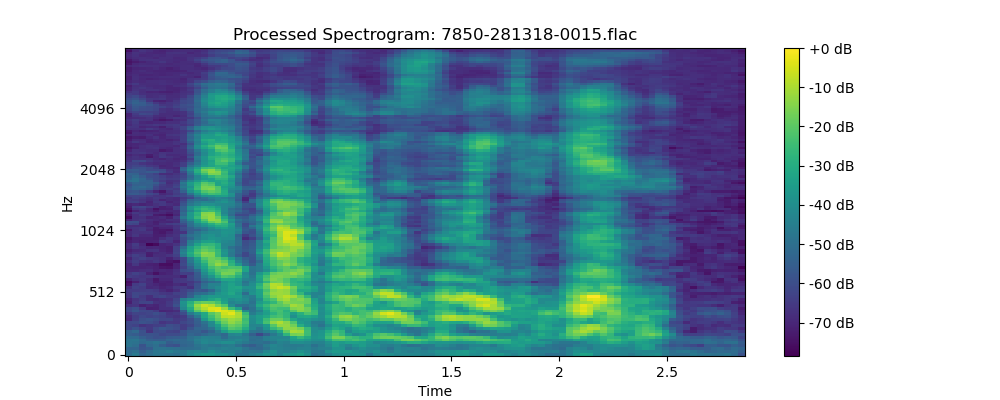 Processed Spectrogram: 7850-281318-0015.flac
+0 dB
4096
-10 dB
-20 dB
2048
-30 dB
Hz
1024
-40 dB
-50 dB
512
-60 dB
-70 dB
0
0 0.5 1 1.5 2 2.5
Time